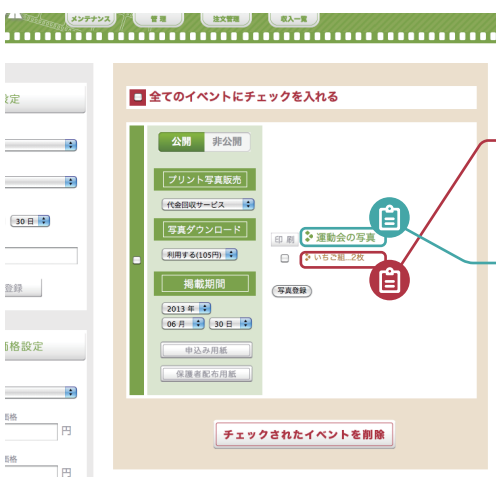 メンテナンス
管 理
注文管理
収入一覧
定
全てのイベントにチェックを入れる
公開
非公開
プリント写真販売
代金回収サービス
写真ダウンロード
利用する(105円)
掲載期間
2013 年
06 月
30 日
申込み用紙
保護者配布用紙
印 刷
運動会の写真
いちご組...2枚
写真登録
30 日
登録
価格設定
価格
円
価格
円
チェックされたイベントを削除